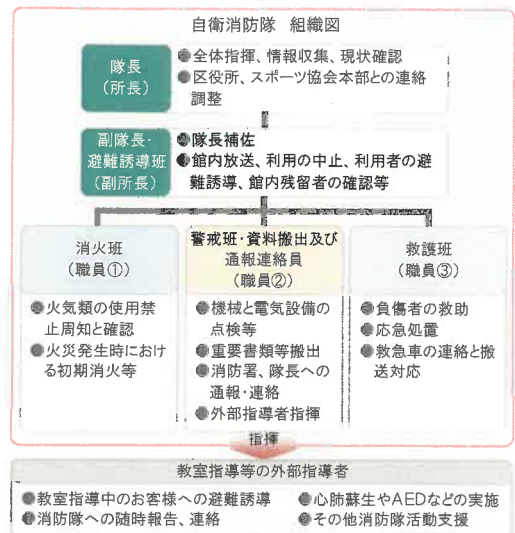 自衛消防隊 組織図
隊長
(所長)
●全体指揮、情報収集、現状確認
●区役所、スポーツ協会本部との連絡
調整
副隊長・
避難誘導班
(副所長)
●隊長補佐
●館内放送、利用の中止、利用者の避
難誘導、館内残留者の確認等
消火班
(職員①)
●火気類の使用禁
止周知と確認
●火災発生時におけ
る初期消火等
警戒班・資料搬出及び
通報連絡員
(職員②)
●機械と電気設備の
点検等
●重要書類等搬出
●消防署、隊長への
通報・連絡
●外部指導者指揮
救護班
(職員③)
●負傷者の救助
●応急処置
●救急車の連絡と搬
送対応
指揮
教室指導等の外部指導者
●教室指導中のお客様への避難誘導
●消防隊への随時報告、連絡
●心肺蘇生やAEDなどの実施
●その他消防隊活動支援